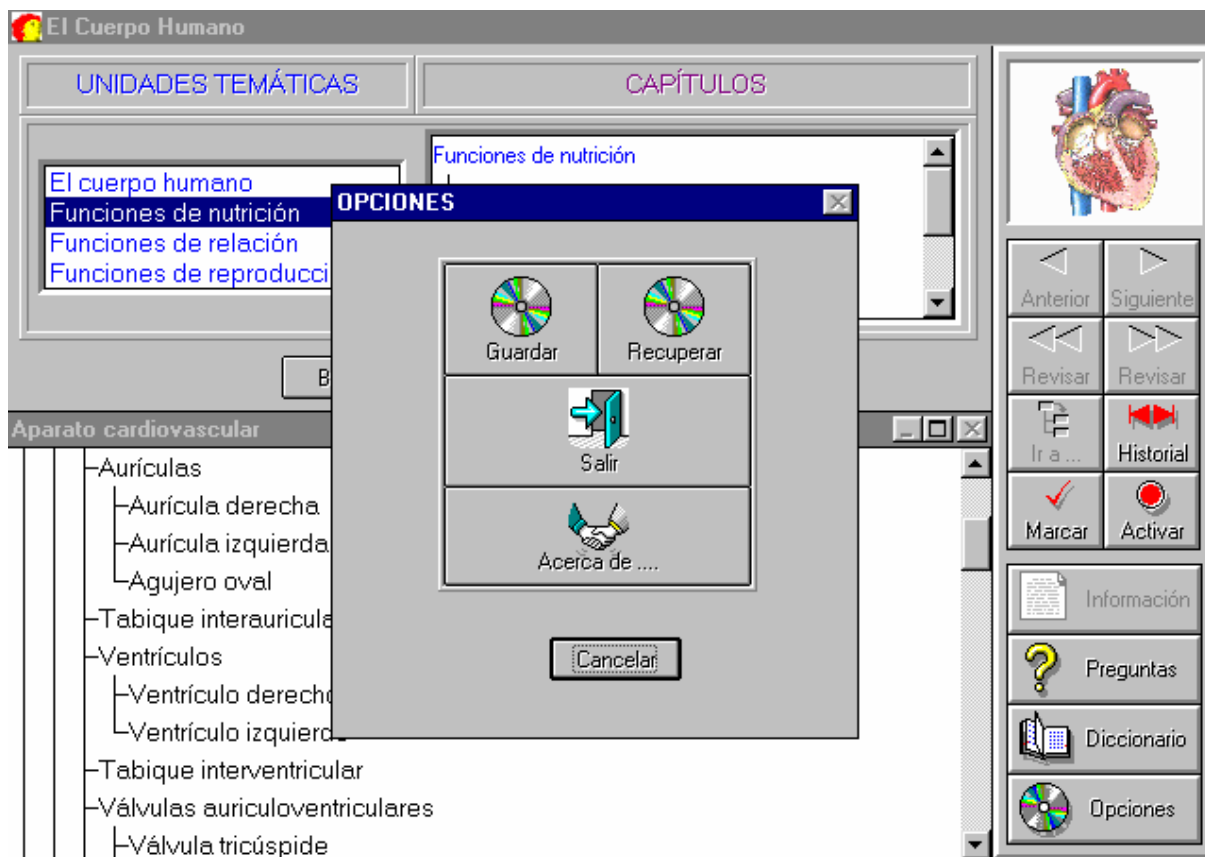 El Cuerpo Humano
UNIDADES TEMÁTICAS
CAPÍTULOS
El cuerpo humano
Funciones de nutrición
Funciones de relación
Funciones de reproducci
Funciones de nutrición
B
OPCIONES
Guardar
Recuperar
Salir
Acerca de ....
Cancelar
Aparato cardiovascular
Aurículas
Aurícula derecha
Aurícula izquierda
Agujero oval
Tabique interauricula
Ventrículos
Ventrículo derecho
Ventrículo izquierdo
Tabique interventricular
Válvulas auriculoventriculares
Válvula tricúspide
Anterior
Siguiente
Revisar
Revisar
Ir a ...
Historial
Marcar
Activar
Información
Preguntas
Diccionario
Opciones